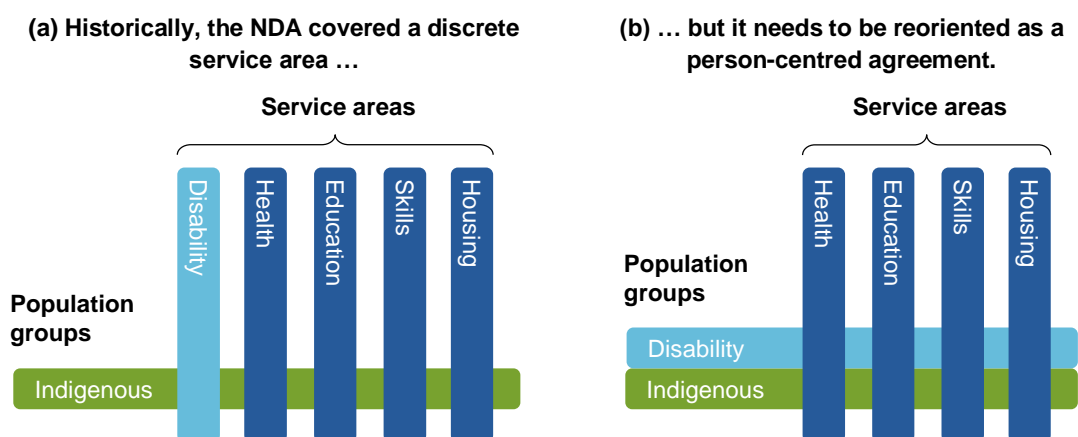 (a) Historically, the NDA covered a discrete
service area …
Service areas
Disability
Health
Education
Skills
Housing
Population
groups
Indigenous
(b) … but it needs to be reoriented as a
person-centred agreement.
Service areas
Health
Education
Skills
Housing
Population
groups
Disability
Indigenous